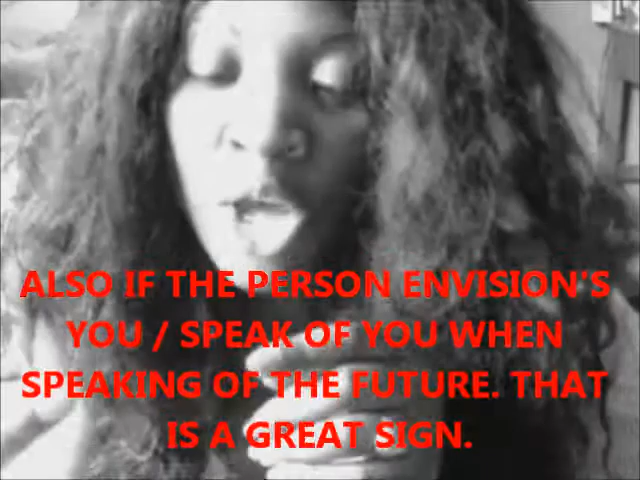 ALSO IF THE PERSON ENVISION'S
YOU / SPEAK OF YOU WHEN
SPEAKING OF THE FUTURE. THAT
IS A GREAT SIGN.